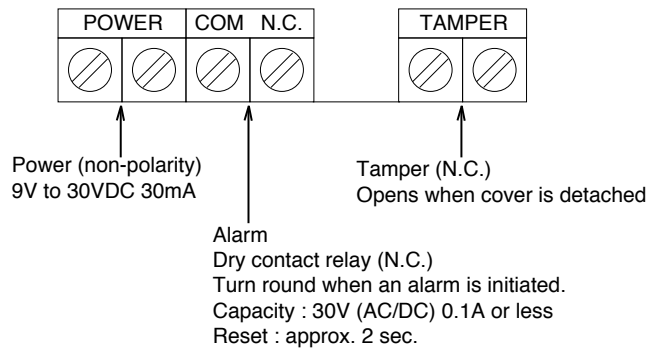 POWER COM N.C. TAMPER
Power (non-polarity)
9V to 30VDC 30mA
Tamper (N.C.)
Opens when cover is detached
Alarm
Dry contact relay (N.C.)
Turn round when an alarm is initiated.
Capacity : 30V (AC/DC) 0.1A or less
Reset : approx. 2 sec.